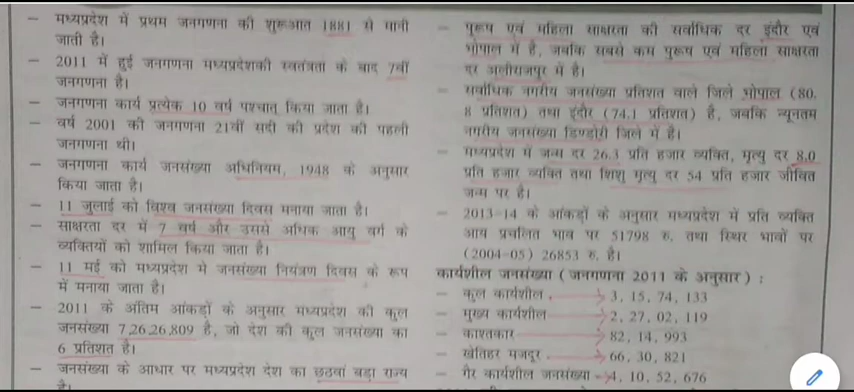 – मध्यप्रदेश में प्रथम जनगणना की शुरूआत 1881 से मानी
जाती है।
– 2011 में हुई जनगणना मध्यप्रदेशकी स्वतंत्रता के बाद 7वीं
जनगणना है।
– जनगणना कार्य प्रत्येक 10 वर्ष पश्चात् किया जाता है।
– वर्ष 2001 की जनगणना 21वीं सदी की प्रदेश की पहली
जनगणना थी।
– जनगणना कार्य जनसंख्या अधिनियम, 1948 के अनुसार
किया जाता है।
– 11 जुलाई को विश्व जनसंख्या दिवस मनाया जाता है।
– साक्षरता दर में 7 वर्ष और उससे अधिक आयु वर्ग के
व्यक्तियों को शामिल किया जाता है।
– 11 मई को मध्यप्रदेश मे जनसंख्या नियंत्रण दिवस के रूप
में मनाया जाता है।
– 2011 के अंतिम आंकड़ों के अनुसार मध्यप्रदेश की कुल
जनसंख्या 7,26,26,809 है, जो देश की कुल जनसंख्या का
6 प्रतिशत है।
– जनसंख्या के आधार पर मध्यप्रदेश देश का छठवां बड़ा राज्य
है।
– पुरूष एवं महिला साक्षरता की सर्वाधिक दर इंदौर एवं
भोपाल में है, जबकि सबसे कम पुरूष एवं महिला साक्षरता
दर अलीराजपुर में है।
– सर्वाधिक नगरीय जनसंख्या प्रतिशत वाले जिले भोपाल (80.
8 प्रतिशत) तथा इंदौर (74.1 प्रतिशत) है, जबकि न्यूनतम
नगरीय जनसंख्या डिण्डोरी जिले में है।
– मध्यप्रदेश में जन्म दर 26.3 प्रति हजार व्यक्ति, मृत्यु दर 8.0
प्रति हजार व्यक्ति तथा शिशु मृत्यु दर 54 प्रति हजार जीवित
जन्म पर है।
– 2013-14 के आंकड़ों के अनुसार मध्यप्रदेश में प्रति व्यक्ति
आय प्रचलित भाव पर 51798 रु. तथा स्थिर भावों पर
(2004-05) 26853 रु. है।
कार्यशील जनसंख्या (जनगणना 2011 के अनुसार) :
– कुल कार्यशील 3, 15, 74, 133
– मुख्य कार्यशील 2, 27, 02, 119
– काश्तकार 82, 14, 993
– खेतिहर मजदूर 66, 30, 821
– गैर कार्यशील जनसंख्या 4, 10, 52, 676